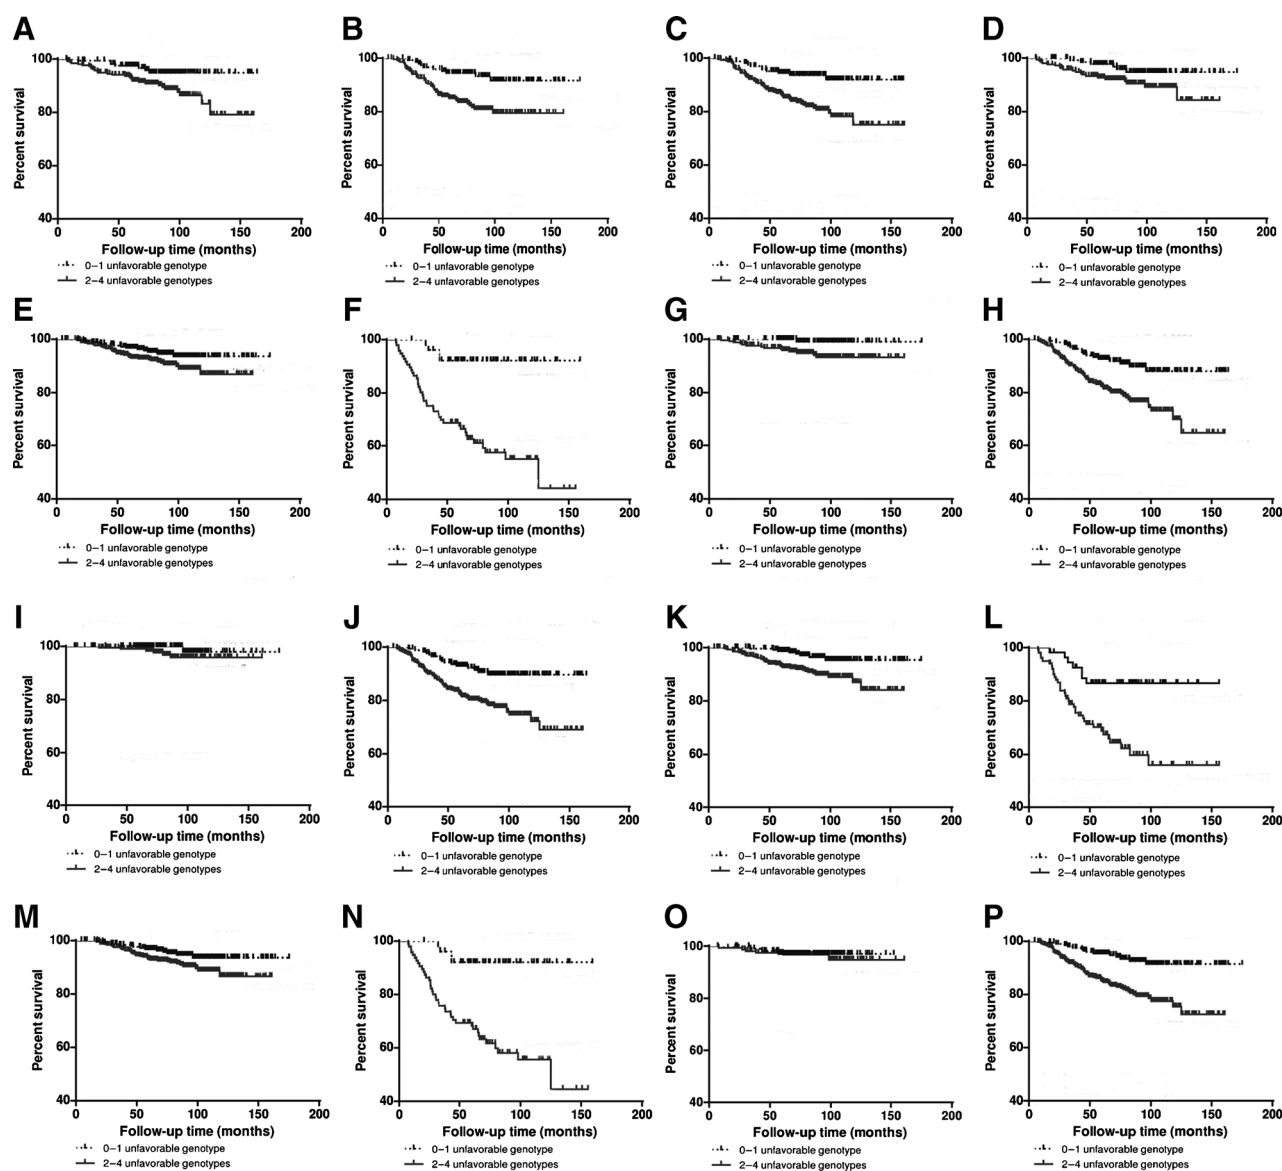 A
B
C
D
Percent survival
Percent survival
Percent survival
Percent survival
100
80
60
40
100
80
60
40
100
80
60
40
100
80
60
40
0 50 100 150 200
0 50 100 150 200
0 50 100 150 200
0 50 100 150 200
Follow-up time (months)
Follow-up time (months)
Follow-up time (months)
Follow-up time (months)
0–1 unfavorable genotype
0–1 unfavorable genotype
0–1 unfavorable genotype
0–1 unfavorable genotype
2–4 unfavorable genotypes
2–4 unfavorable genotypes
2–4 unfavorable genotypes
2–4 unfavorable genotypes
E
F
G
H
Percent survival
Percent survival
Percent survival
Percent survival
100
80
60
40
100
80
60
40
100
80
60
40
100
80
60
40
0 50 100 150 200
0 50 100 150 200
0 50 100 150 200
0 50 100 150 200
Follow-up time (months)
Follow-up time (months)
Follow-up time (months)
Follow-up time (months)
0–1 unfavorable genotype
0–1 unfavorable genotype
0–1 unfavorable genotype
0–1 unfavorable genotype
2–4 unfavorable genotypes
2–4 unfavorable genotypes
2–4 unfavorable genotypes
2–4 unfavorable genotypes
I
J
K
L
Percent survival
Percent survival
Percent survival
Percent survival
100
80
60
40
100
80
60
40
100
80
60
40
100
80
60
40
0 50 100 150 200
0 50 100 150 200
0 50 100 150 200
0 50 100 150 200
Follow-up time (months)
Follow-up time (months)
Follow-up time (months)
Follow-up time (months)
0–1 unfavorable genotype
0–1 unfavorable genotype
0–1 unfavorable genotype
0–1 unfavorable genotype
2–4 unfavorable genotypes
2–4 unfavorable genotypes
2–4 unfavorable genotypes
2–4 unfavorable genotypes
M
N
O
P
Percent survival
Percent survival
Percent survival
Percent survival
100
80
60
40
100
80
60
40
100
80
60
40
100
80
60
40
0 50 100 150 200
0 50 100 150 200
0 50 100 150 200
0 50 100 150 200
Follow-up time (months)
Follow-up time (months)
Follow-up time (months)
Follow-up time (months)
0–1 unfavorable genotype
0–1 unfavorable genotype
0–1 unfavorable genotype
0–1 unfavorable genotype
2–4 unfavorable genotypes
2–4 unfavorable genotypes
2–4 unfavorable genotypes
2–4 unfavorable genotypes